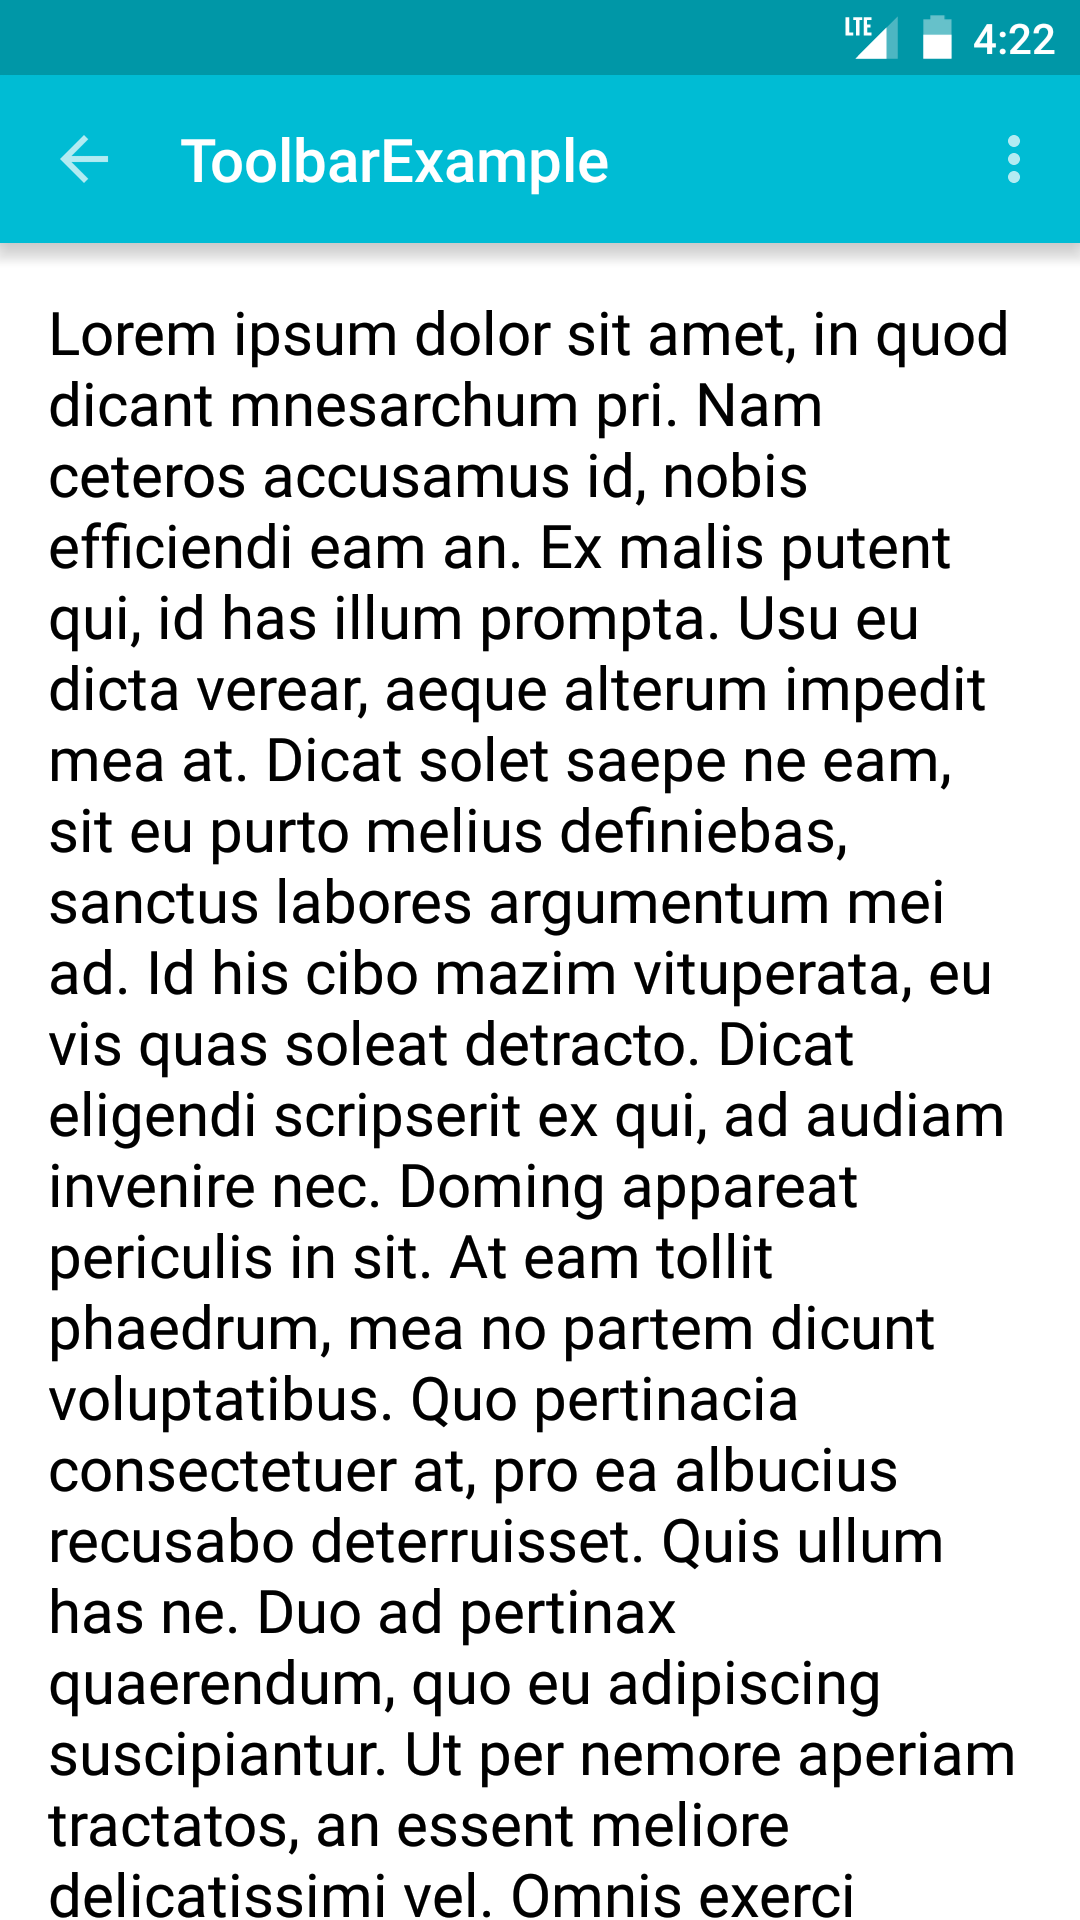 LTE 4:22
ToolbarExample
Lorem ipsum dolor sit amet, in quod
dicant mnesarchum pri. Nam
ceteros accusamus id, nobis
efficiendi eam an. Ex malis putent
qui, id has illum prompta. Usu eu
dicta verear, aeque alterum impedit
mea at. Dicat solet saepe ne eam,
sit eu purto melius definiebas,
sanctus labores argumentum mei
ad. Id his cibo mazim vituperata, eu
vis quas soleat detracto. Dicat
eligendi scripserit ex qui, ad audiam
invenire nec. Doming appareat
periculis in sit. At eam tollit
phaedrum, mea no partem dicunt
voluptatibus. Quo pertinacia
consectetuer at, pro ea albucius
recusabo deterruisset. Quis ullum
has ne. Duo ad pertinax
quaerendum, quo eu adipiscing
suscipiantur. Ut per nemore aperiam
tractatos, an essent meliore
delicatissimi vel. Omnis exerci